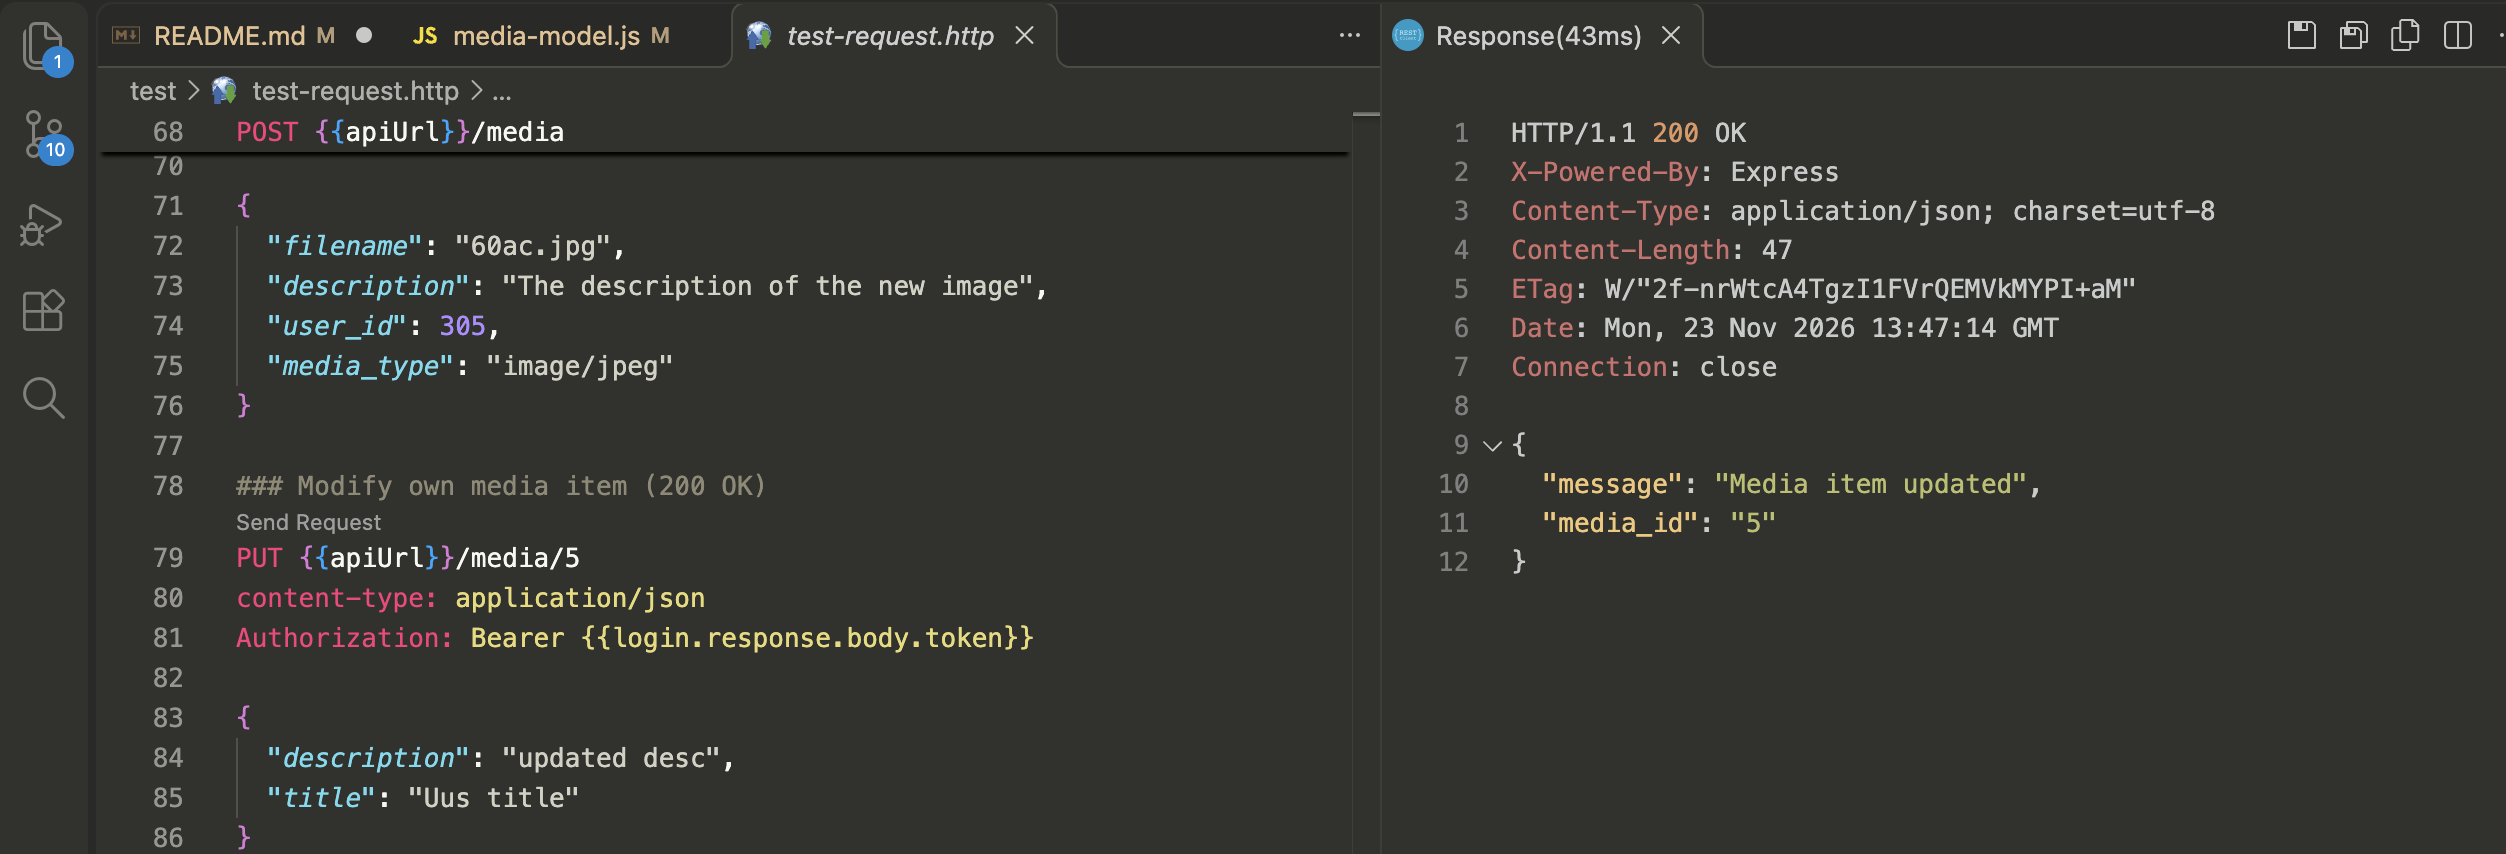 README.md M
JS media-model.js M
test-request.http
Response(43ms)
1
10
test > test-request.http > ...
68 POST {{apiUrl}}/media
70
71 {
72 "filename": "60ac.jpg",
73 "description": "The description of the new image",
74 "user_id": 305,
75 "media_type": "image/jpeg"
76 }
77
78 ### Modify own media item (200 OK)
Send Request
79 PUT {{apiUrl}}/media/5
80 content-type: application/json
81 Authorization: Bearer {{login.response.body.token}}
82
83 {
84 "description": "updated desc",
85 "title": "Uus title"
86 }
1 HTTP/1.1 200 OK
2 X-Powered-By: Express
3 Content-Type: application/json; charset=utf-8
4 Content-Length: 47
5 ETag: W/"2f-nrWtcA4TgzI1FVrQEMVkMYPI+aM"
6 Date: Mon, 23 Nov 2026 13:47:14 GMT
7 Connection: close
8
9 {
10 "message": "Media item updated",
11 "media_id": "5"
12 }